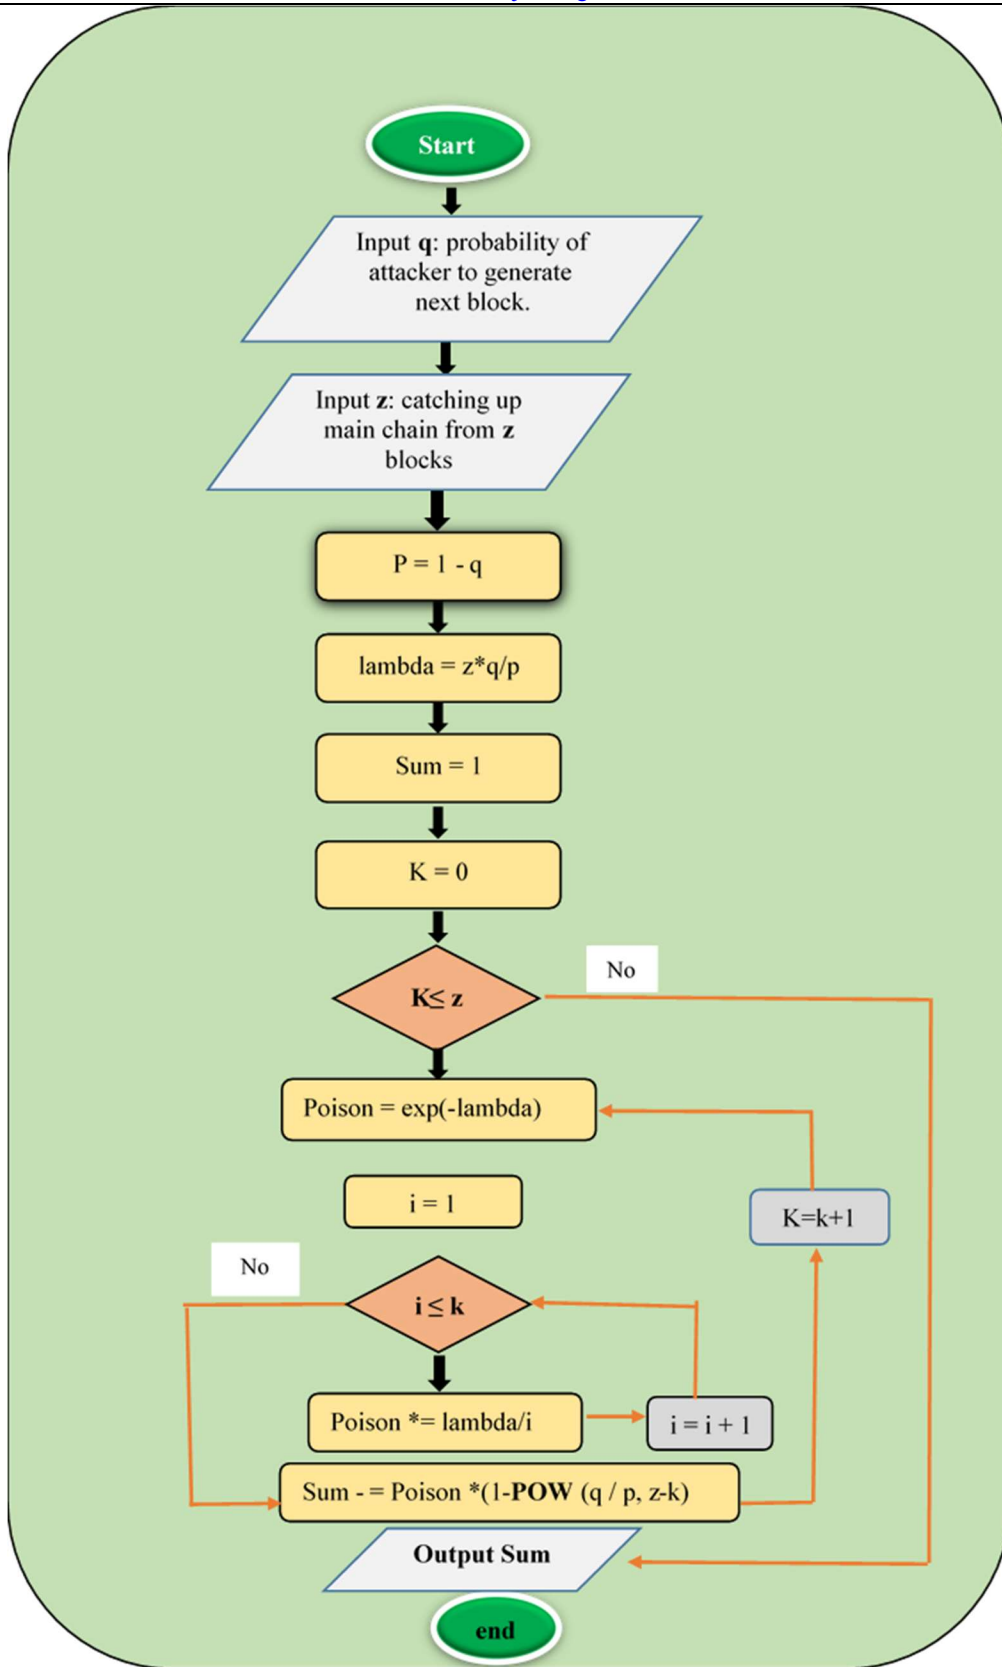 Start
Input q: probability of
attacker to generate
next block.
Input z: catching up
main chain from z
blocks
P = 1 - q
lambda = z*q/p
Sum = 1
K = 0
K≤ z
No
Poison = exp(-lambda)
i = 1
K=k+1
No
i ≤ k
Poison *= lambda/i
i = i + 1
Sum - = Poison *(1-POW (q / p, z-k)
Output Sum
end